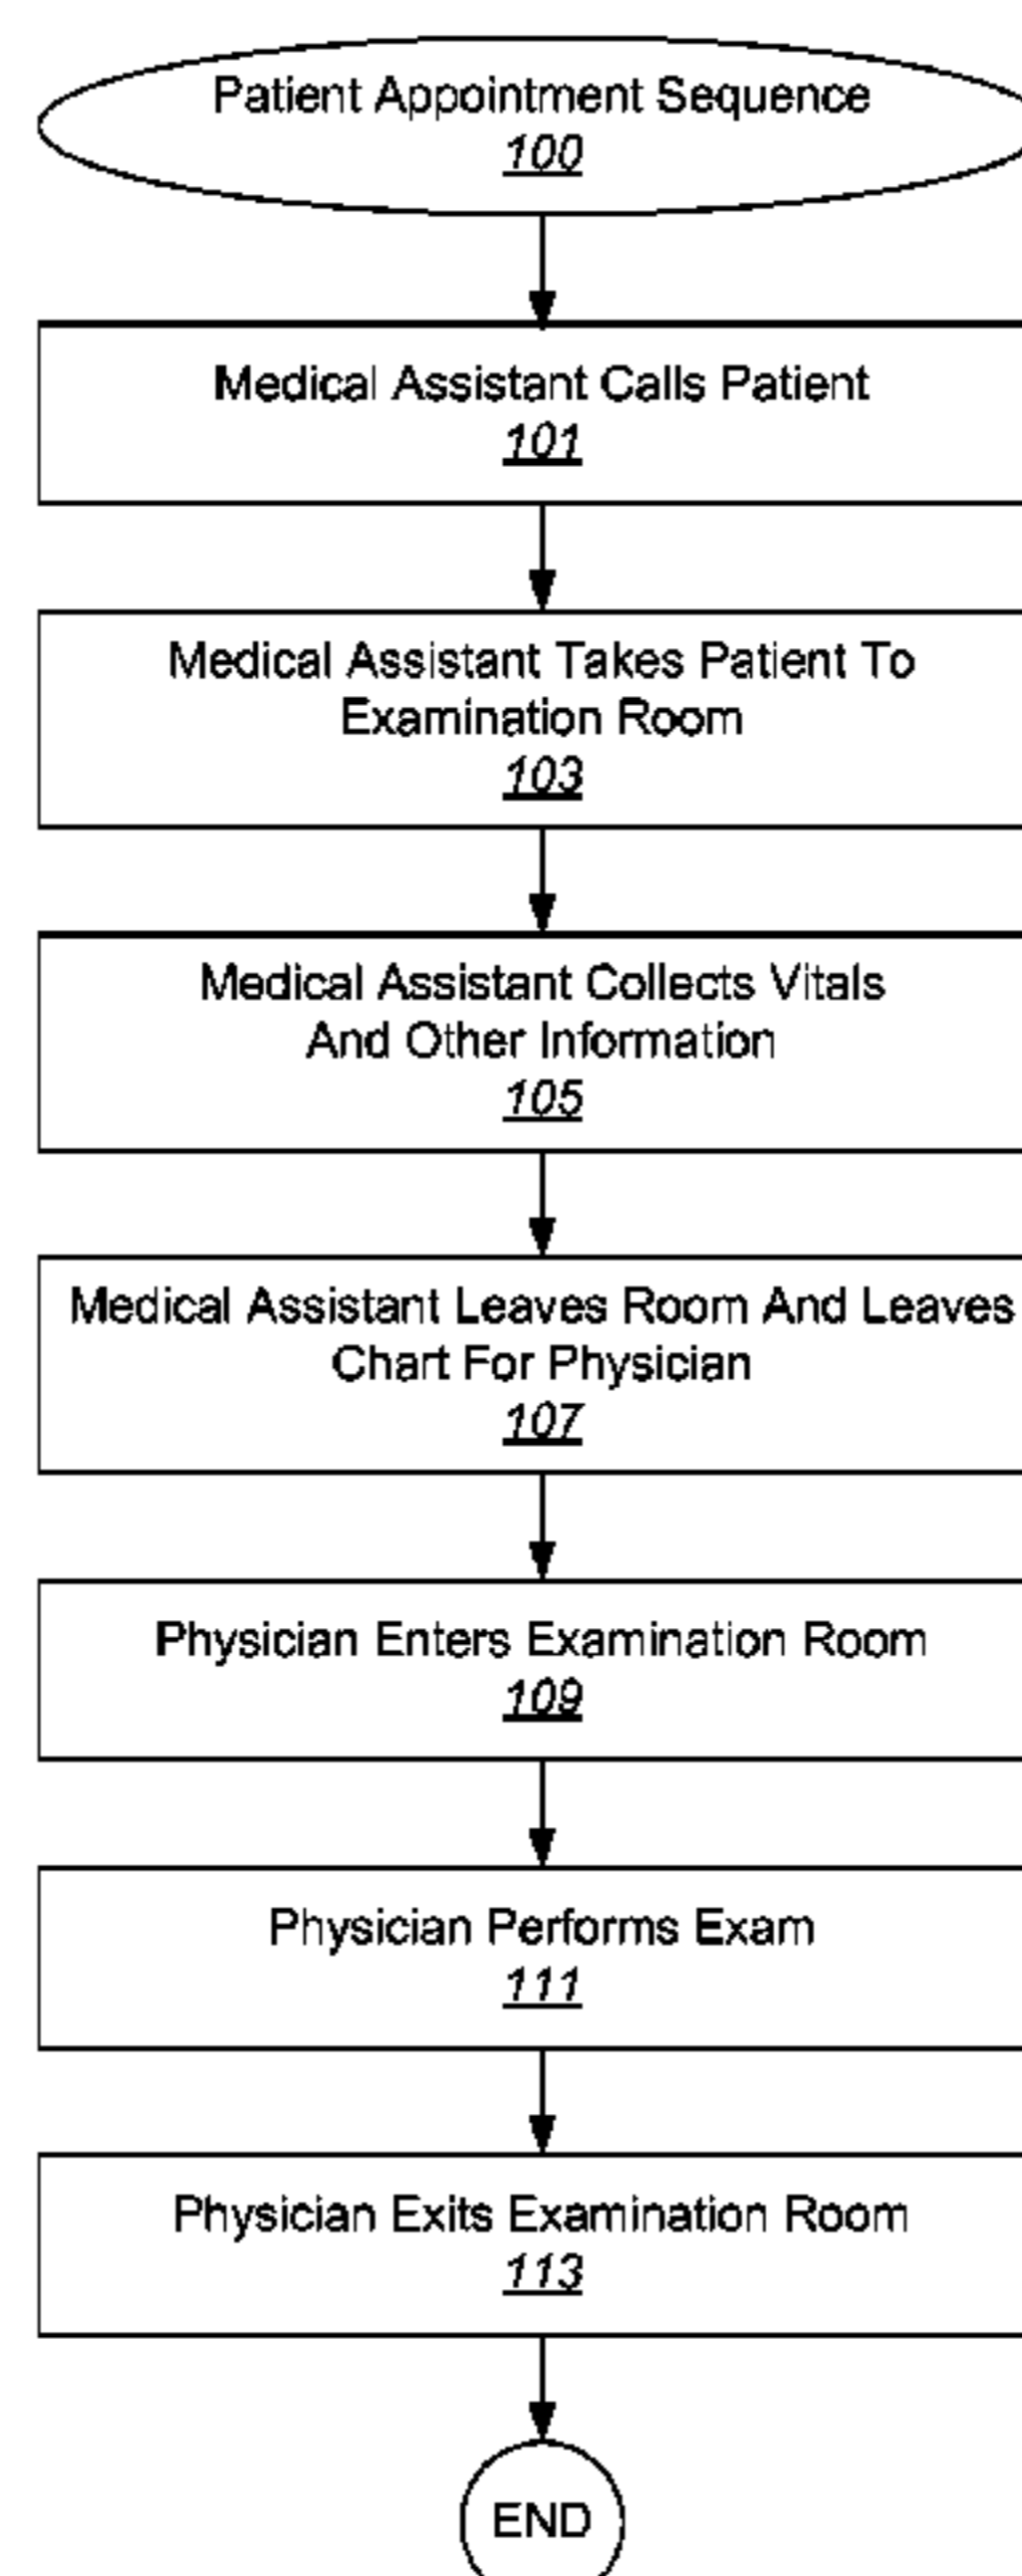 Patient Appointment Sequence
100
Medical Assistant Calls Patient
101
Medical Assistant Takes Patient To
Examination Room
103
Medical Assistant Collects Vitals
And Other Information
105
Medical Assistant Leaves Room And Leaves
Chart For Physician
107
Physician Enters Examination Room
109
Physician Performs Exam
111
Physician Exits Examination Room
113
END